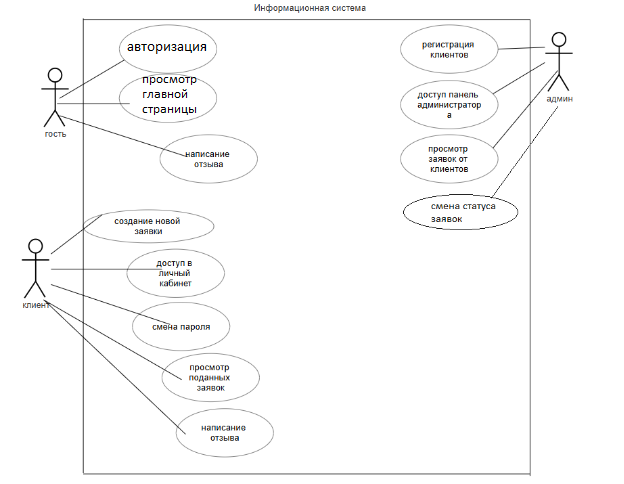 Информационная система
авторизация
просмотр
главной
страницы
гость
написание
отзыва
регистрация
клиентов
доступ панель
администратор
а
админ
просмотр
заявок от
клиентов
смена статуса
заявок
создание новой
заявки
доступ в
личный
кабинет
клиент
смена пароля
просмотр
поданных
заявок
написание
отзыва